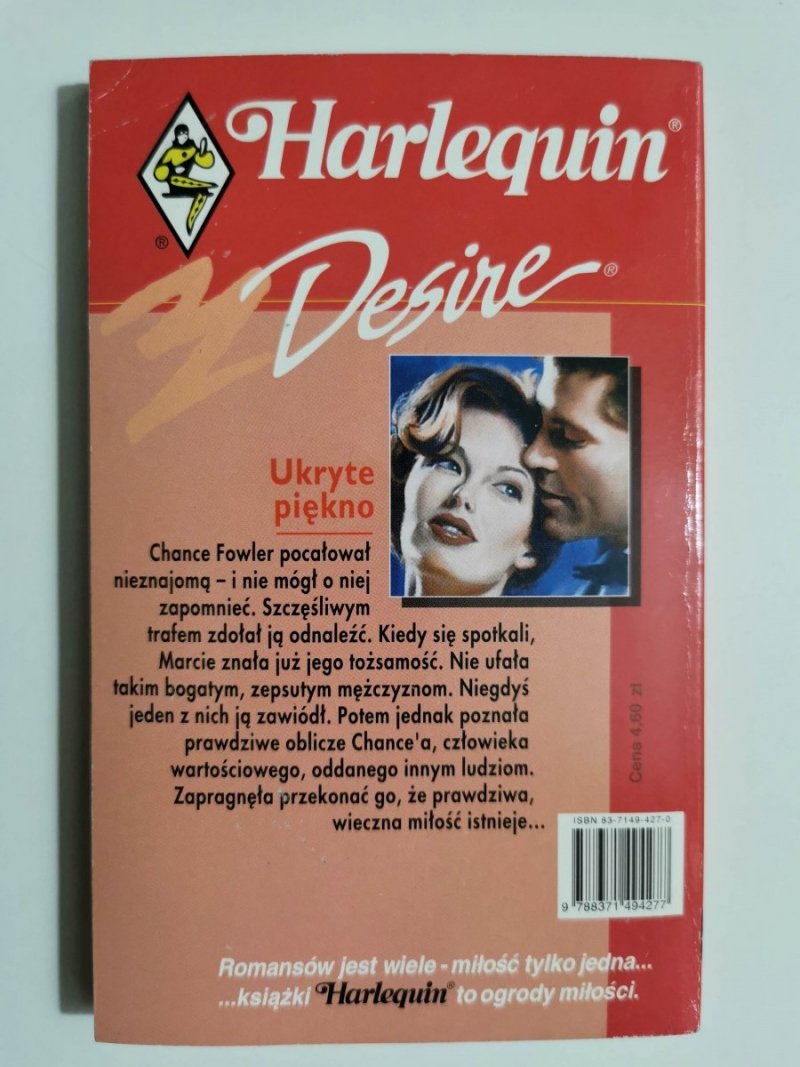 Harlequin®
®
Desire®
Ukryte
piękno
Chance Fowler pocałował
nieznajomą – i nie mógł o niej
zapomnieć. Szczęśliwym
trafem zdołał ją odnaleźć. Kiedy się spotkali,
Marcie znała już jego tożsamość. Nie ufała
takim bogatym, zepsutym mężczyznom. Niegdyś
jeden z nich ją zawiódł. Potem jednak poznała
prawdziwe oblicze Chance'a, człowieka
wartościowego, oddanego innym ludziom.
Zapragnęła przekonać go, że prawdziwa,
wieczna miłość istnieje...
Cena 4,60 zł
ISBN 83-7149-427-0
9 788371 494277
Romansów jest wiele - miłość tylko jedna...
...książki Harlequin® to ogrody miłości.